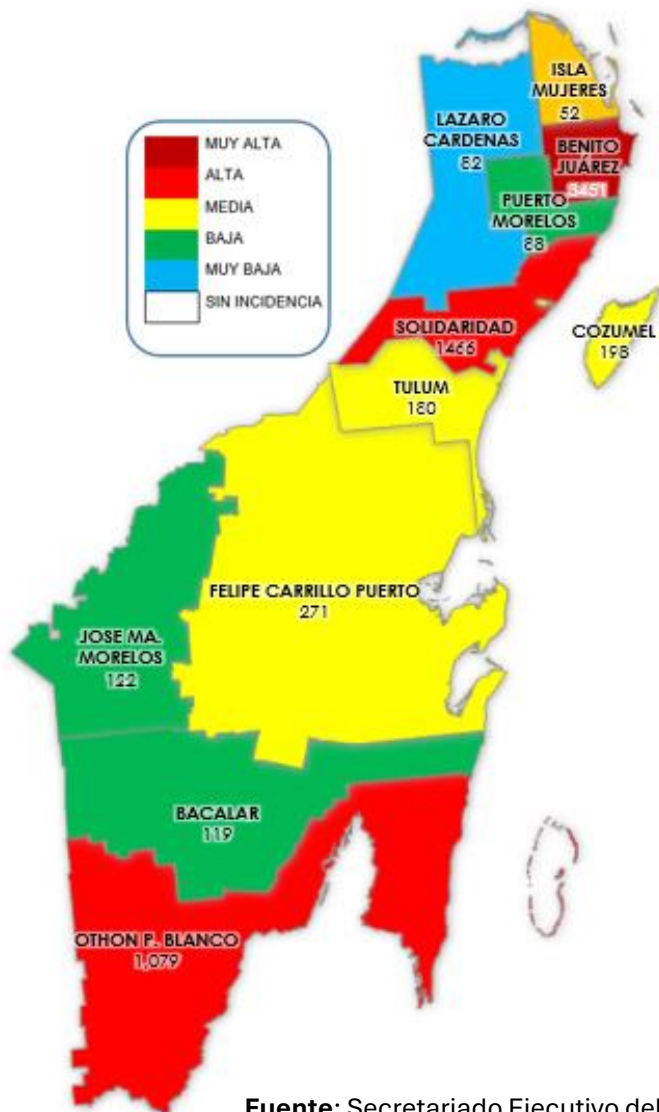 MUY ALTA
ALTA
MEDIA
BAJA
MUY BAJA
SIN INCIDENCIA
ISLA
MUJERES
52
LAZARO
CARDENAS
82
BENITO
JUÁREZ
3451
PUERTO
MORELOS
88
SOLIDARIDAD
1466
COZUMEL
198
TULUM
180
FELIPE CARRILLO PUERTO
271
JOSE MA.
MORELOS
122
BACALAR
119
OTHON P. BLANCO
1,079
Fuente: Secretariado Ejecutivo del